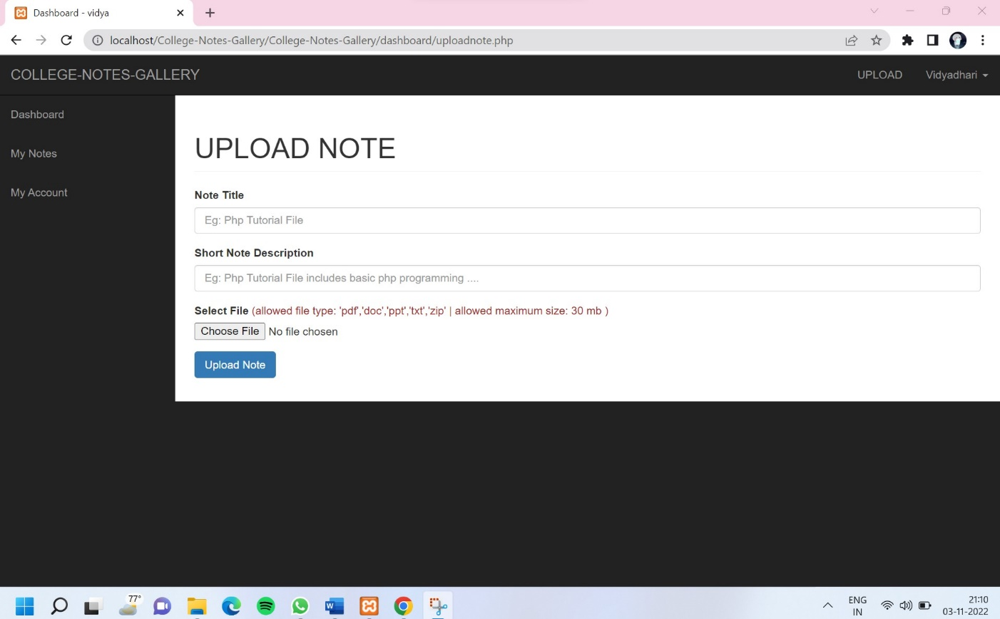 Dashboard - vidya
localhost/College-Notes-Gallery/College-Notes-Gallery/dashboard/uploadnote.php
COLLEGE-NOTES-GALLERY
UPLOAD
Vidyadhari
Dashboard
My Notes
My Account
UPLOAD NOTE
Note Title
Eg: Php Tutorial File
Short Note Description
Eg: Php Tutorial File includes basic php programming ....
Select File (allowed file type: 'pdf','doc','ppt','txt','zip' | allowed maximum size: 30 mb )
Choose File No file chosen
Upload Note
77°
W
ENG
IN
21:10
03-11-2022